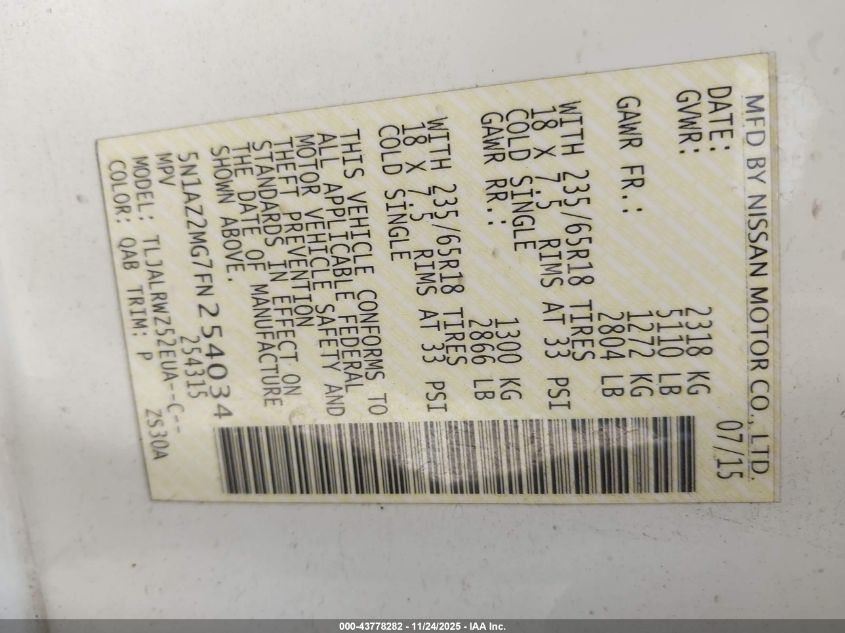 MFD BY NISSAN MOTOR CO., LTD.
DATE: 07/15
GVWR: 2318 KG
5110 LB
GAWR FR.: 1272 KG
2804 LB
WITH 235/65R18 TIRES
18 X 7.5 RIMS AT 33 PSI
COLD SINGLE
GAWR RR.: 1300 KG
2866 LB
WITH 235/65R18 TIRES
18 X 7.5 RIMS AT 33 PSI
COLD SINGLE
THIS VEHICLE CONFORMS TO
ALL APPLICABLE FEDERAL
MOTOR VEHICLE SAFETY AND
THEFT PREVENTION
STANDARDS IN EFFECT ON
THE DATE OF MANUFACTURE
SHOWN ABOVE.
5N1AZ2MG7FN254034
MPV 254315
MODEL: TLJALRWZ52EUA--C--
COLOR: QAB TRIM: P 2S30A
000-43778282 - 11/24/2025 - IAA Inc.